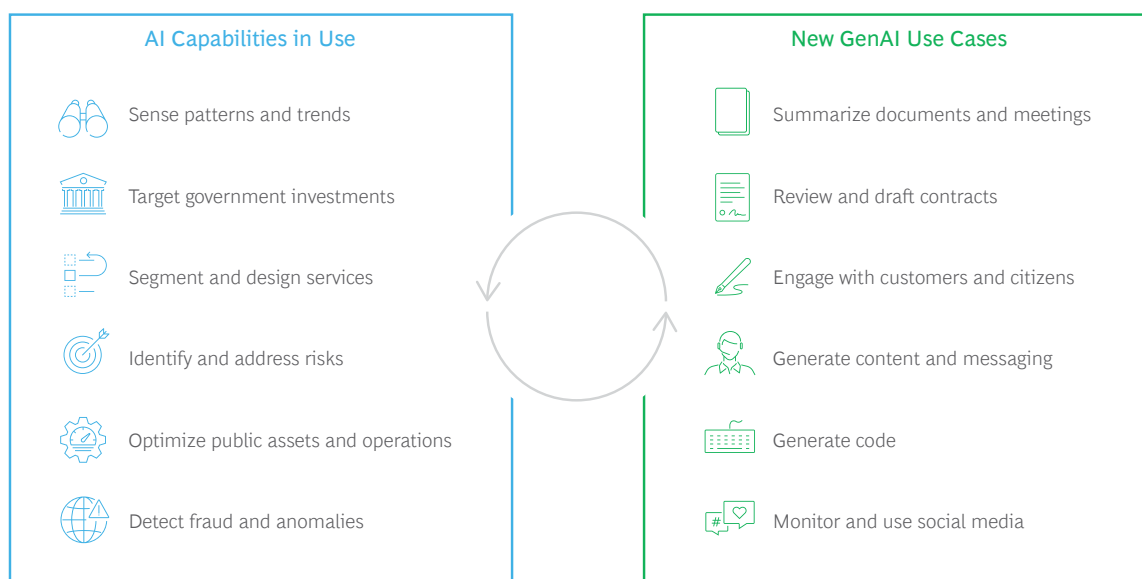 AI Capabilities in Use
Sense patterns and trends
Target government investments
Segment and design services
Identify and address risks
Optimize public assets and operations
Detect fraud and anomalies
New GenAI Use Cases
Summarize documents and meetings
Review and draft contracts
Engage with customers and citizens
Generate content and messaging
Generate code
#
Monitor and use social media